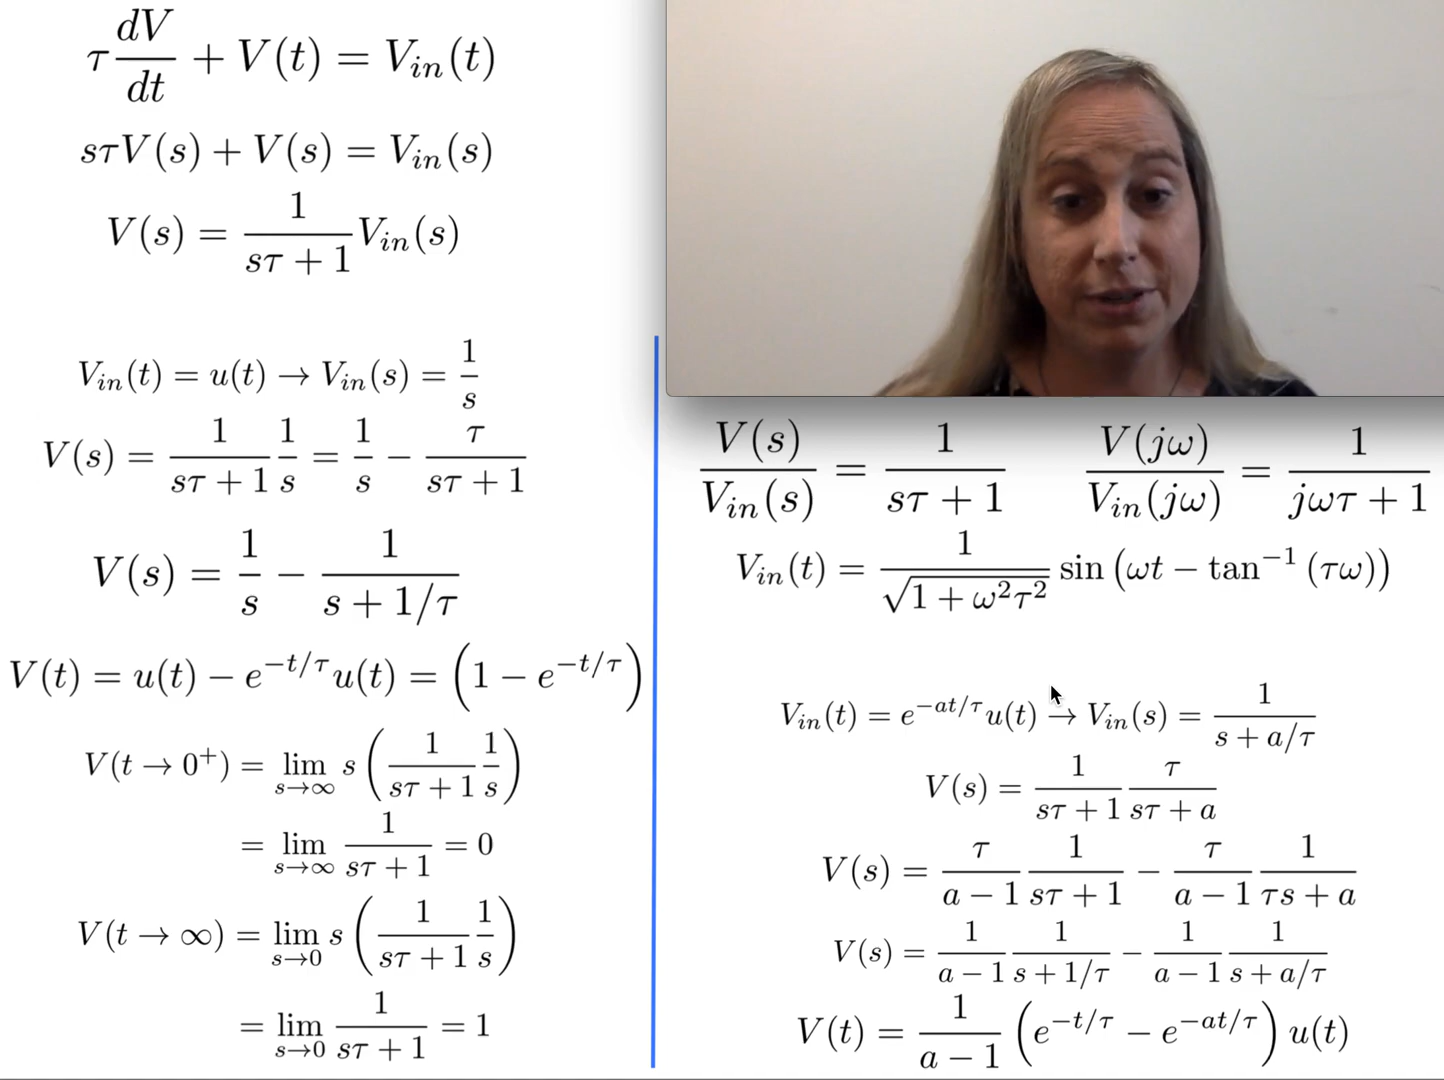 τ dV/dt + V(t) = V_in(t)
sτV(s) + V(s) = V_in(s)
V(s) = 1/(sτ + 1) V_in(s)
V_in(t) = u(t) → V_in(s) = 1/s
V(s) = 1/(sτ + 1) 1/s = 1/s − τ/(sτ + 1)
V(s) = 1/s − 1/(s + 1/τ)
V(t) = u(t) − e^{−t/τ} u(t) = (1 − e^{−t/τ})
V(t → 0⁺) = lim_{s→∞} s (1/(sτ + 1) 1/s)
= lim_{s→∞} 1/(sτ + 1) = 0
V(t → ∞) = lim_{s→0} s (1/(sτ + 1) 1/s)
= lim_{s→0} 1/(sτ + 1) = 1
V(s)/V_in(s) = 1/(sτ + 1) V(jω)/V_in(jω) = 1/(jωτ + 1)
V_in(t) = 1/√(1 + ω²τ²) sin (ωt − tan⁻¹ (τω))
V_in(t) = e^{−at/τ} u(t) → V_in(s) = 1/(s + a/τ)
V(s) = 1/(sτ + 1) τ/(sτ + a)
V(s) = τ/(a − 1) 1/(sτ + 1) − τ/(a − 1) 1/(τs + a)
V(s) = 1/(a − 1) 1/(s + 1/τ) − 1/(a − 1) 1/(s + a/τ)
V(t) = 1/(a − 1) (e^{−t/τ} − e^{−at/τ}) u(t)